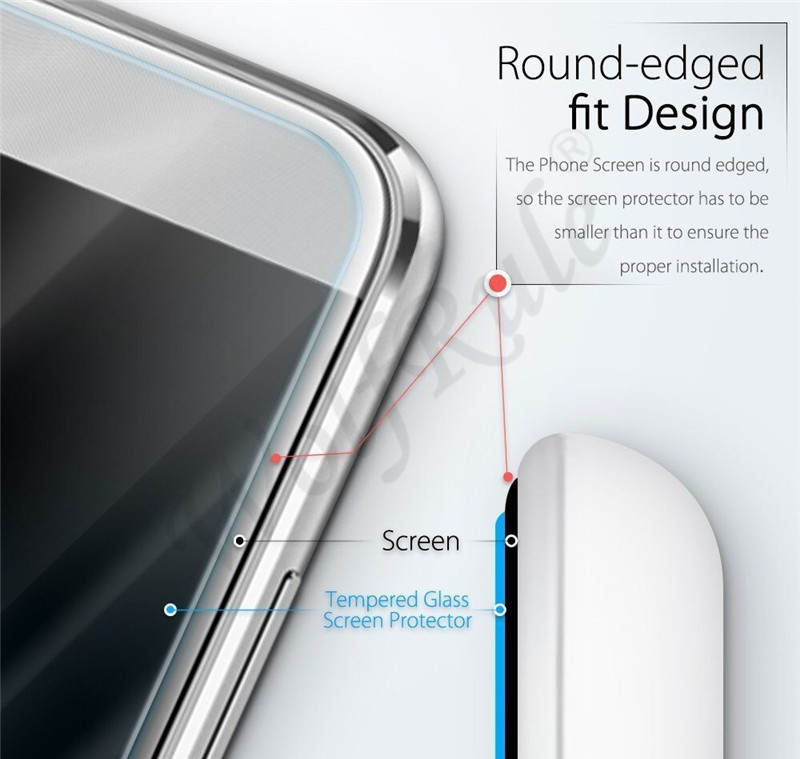 Round-edged
fit Design
The Phone Screen is round edged,
so the screen protector has to be
smaller than it to ensure the
proper installation.
WolfRule®
Screen
Tempered Glass
Screen Protector